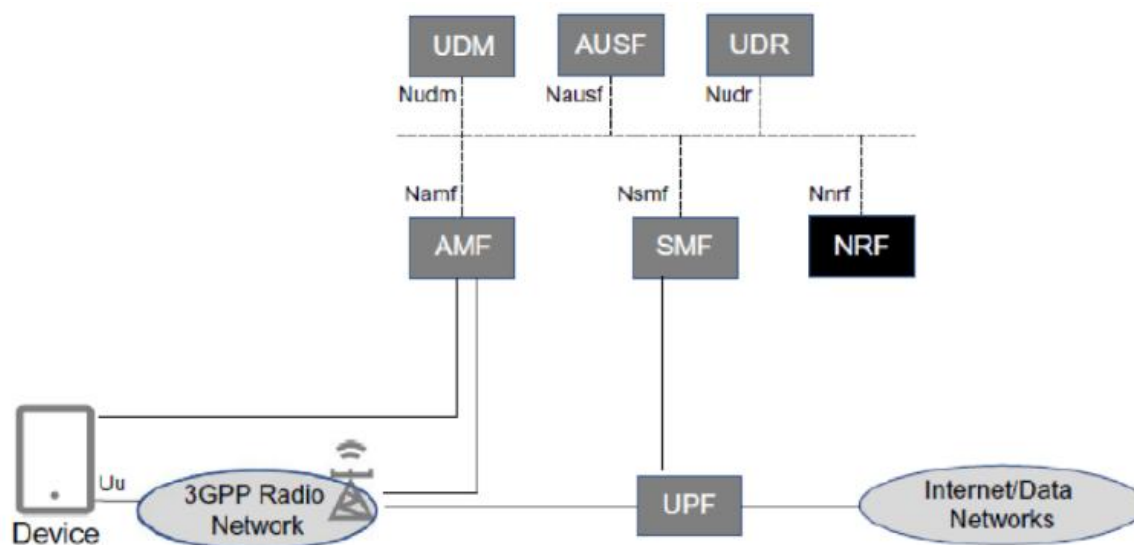 UDM AUSF UDR
Nudm Nausf Nudr
Namf Nsmf Nnrf
AMF SMF NRF
Uu
3GPP Radio
Network
Device
UPF
Internet/Data
Networks